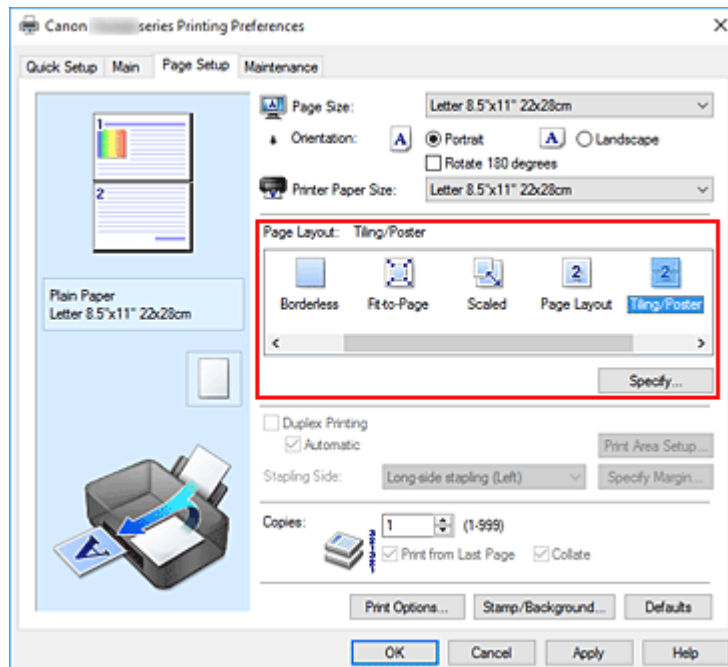 Canon series Printing Preferences
Quick Setup Main Page Setup Maintenance
1
2
Plain Paper
Letter 8.5"x11" 22x28cm
A
Page Size: Letter 8.5"x11" 22x28cm
Orientation: A Portrait A Landscape
Rotate 180 degrees
Printer Paper Size: Letter 8.5"x11" 22x28cm
Page Layout: Tiling/Poster
2 2
Borderless Fit-to-Page Scaled Page Layout Tiling/Poster
Specify...
Duplex Printing
Automatic Print Area Setup...
Stapling Side: Long-side stapling (Left) Specify Margin...
Copies: 1 (1-999)
Print from Last Page Collate
Print Options... Stamp/Background... Defaults
OK Cancel Apply Help